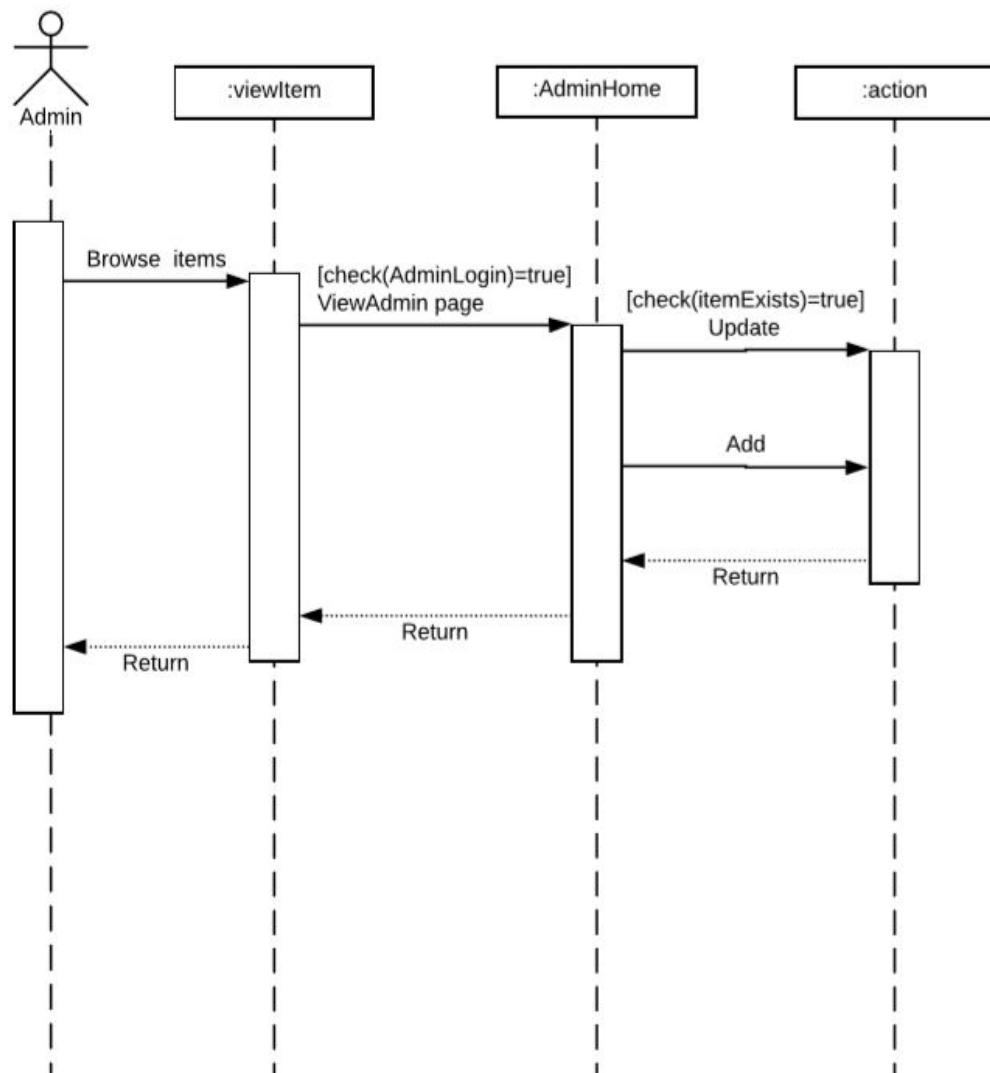 Admin
:viewItem
:AdminHome
:action
Browse items
[check(AdminLogin)=true]
ViewAdmin page
[check(itemExists)=true]
Update
Add
Return
Return
Return